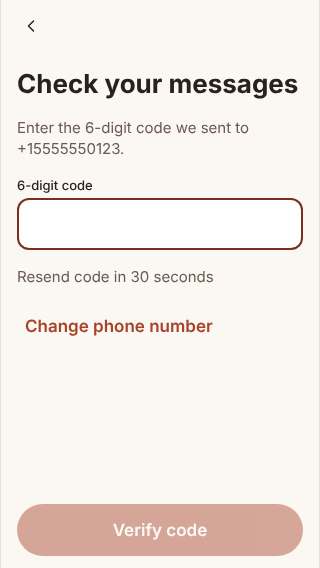 Check your messages
Enter the 6-digit code we sent to
+15555550123.
6-digit code
Resend code in 30 seconds
Change phone number
Verify code